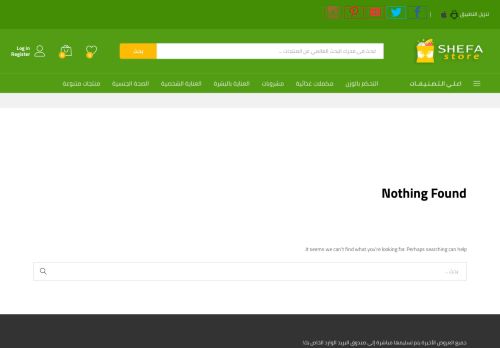 تنزيل التطبيق
|
SHEFA
store
ابحث في محرك البحث العالمي عن المنتجات ...
بحث
0
0
Log in
Register
أعلى التصنيفات
التحكم بالوزن
مكملات غذائية
مشروبات
العناية بالبشرة
العناية الشخصية
الصحة الجنسية
منتجات متنوعة
Nothing Found
It seems we can't find what you're looking for. Perhaps searching can help.
بحث ...
جميع العروض الأخيرة يتم تسليمها مباشرة إلى صندوق البريد الوارد الخاص بك!